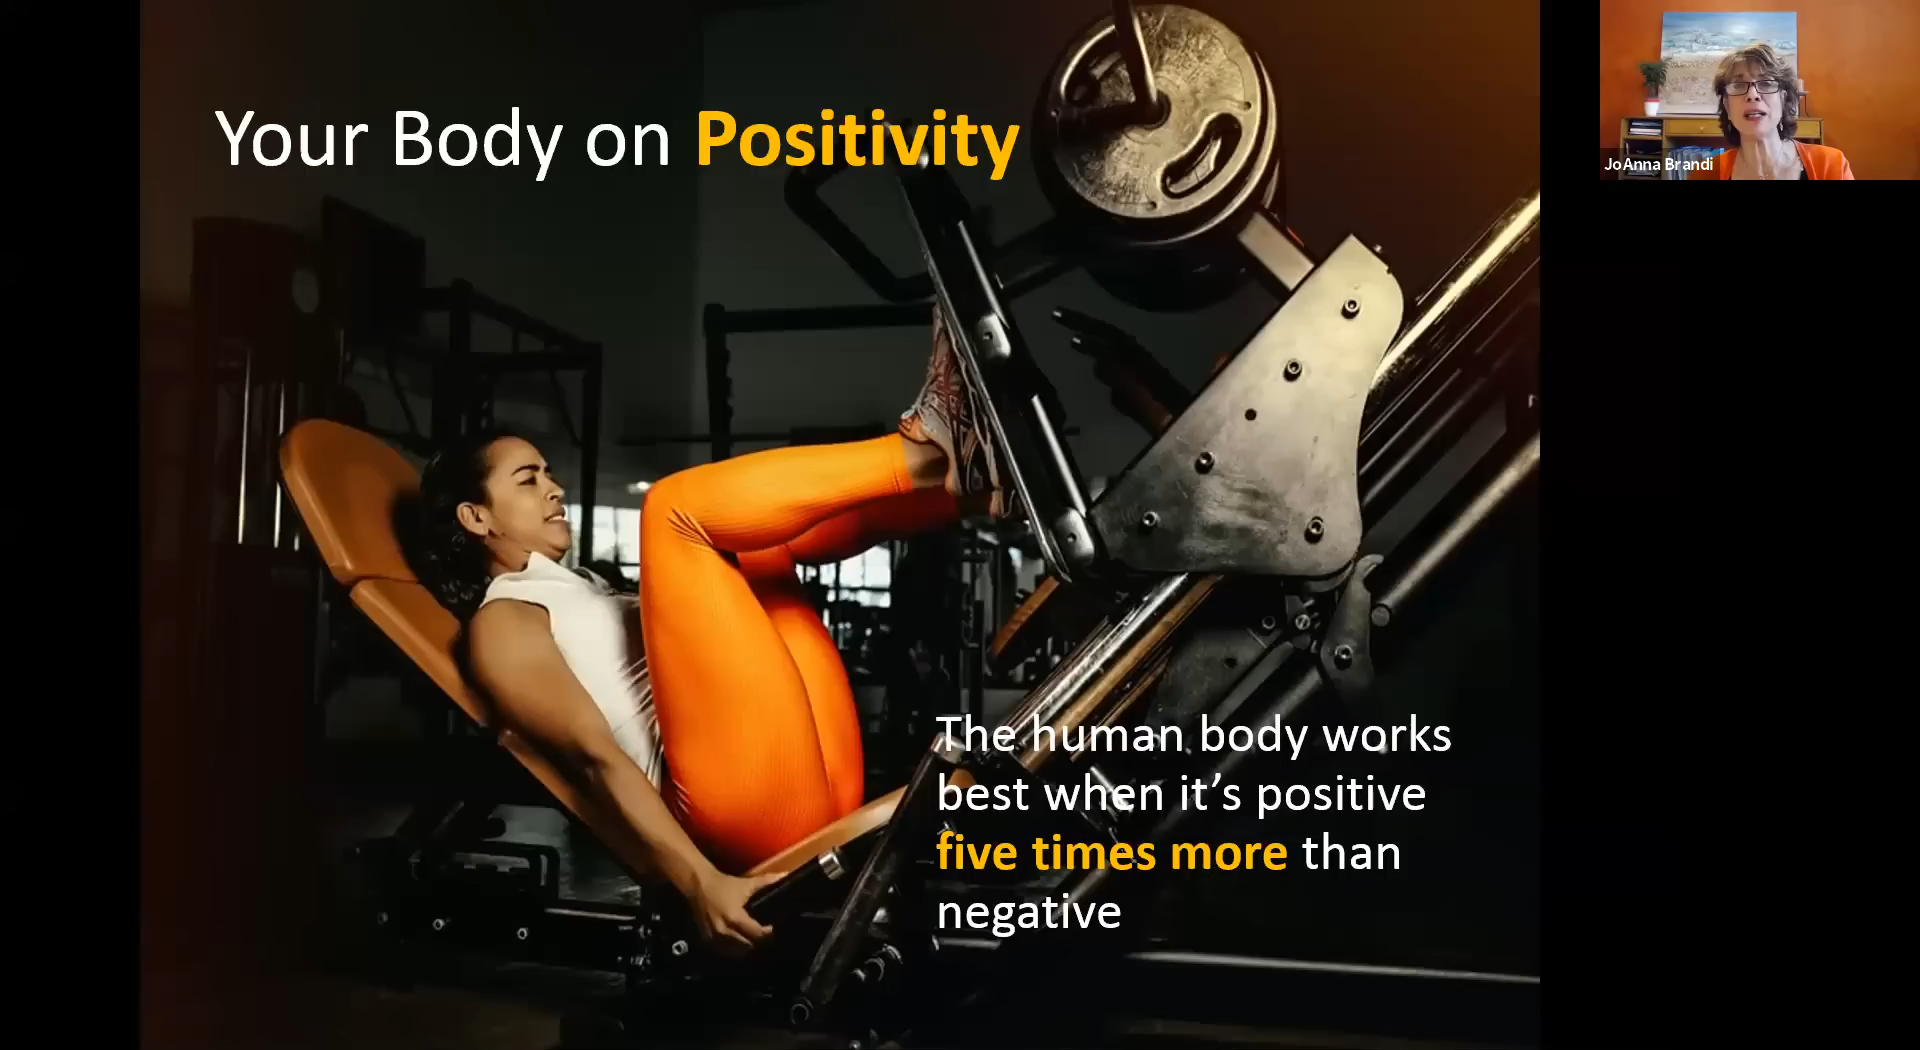 Your Body on Positivity
JoAnna Brandi
The human body works
best when it’s positive
five times more than
negative